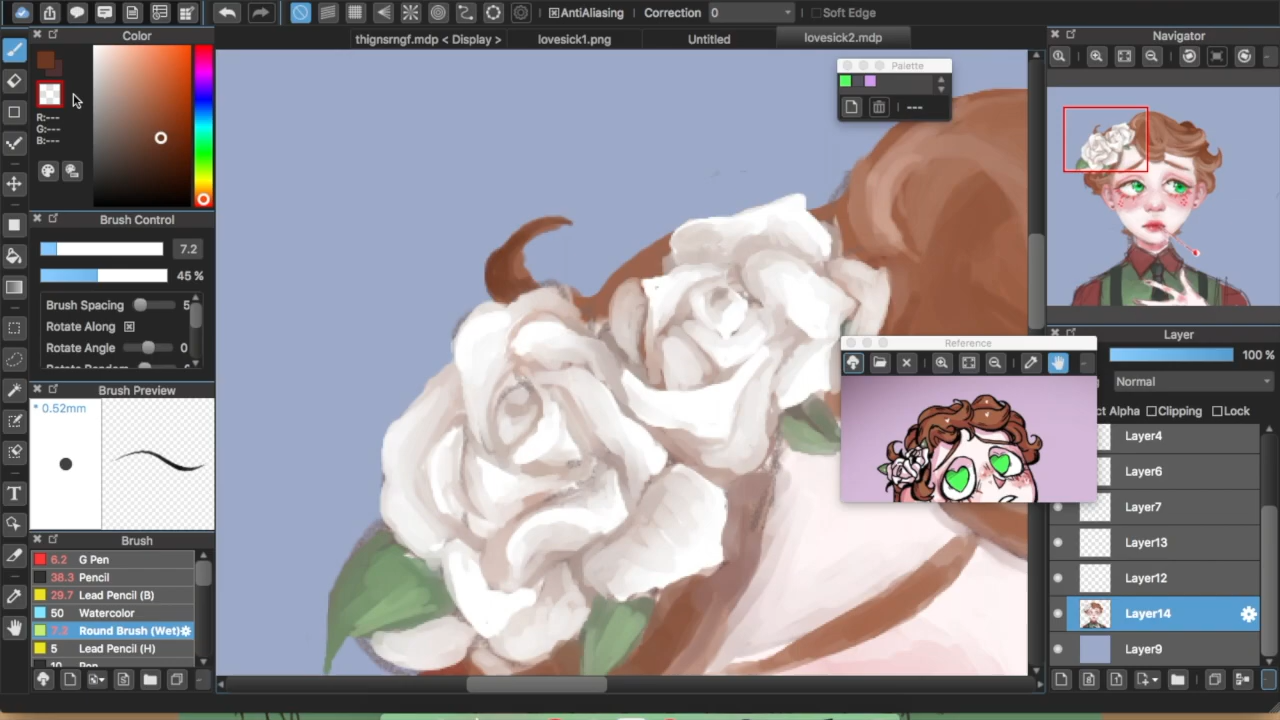 AntiAliasing Correction 0 Soft Edge
Color
thignsrngf.mdp < Display > lovesick1.png Untitled lovesick2.mdp
Navigator
Palette
---
R:---
G:---
B:---
Brush Control
7.2
45 %
Brush Spacing 5
Rotate Along
Rotate Angle 0
Brush Preview
* 0.52mm
Reference
Layer
100 %
Normal
ct Alpha Clipping Lock
Layer4
Layer6
Layer7
Layer13
Layer12
Layer14
Layer9
Brush
6.2 G Pen
38.3 Pencil
29.7 Lead Pencil (B)
50 Watercolor
7.2 Round Brush (Wet)
5 Lead Pencil (H)
10 Pen
T